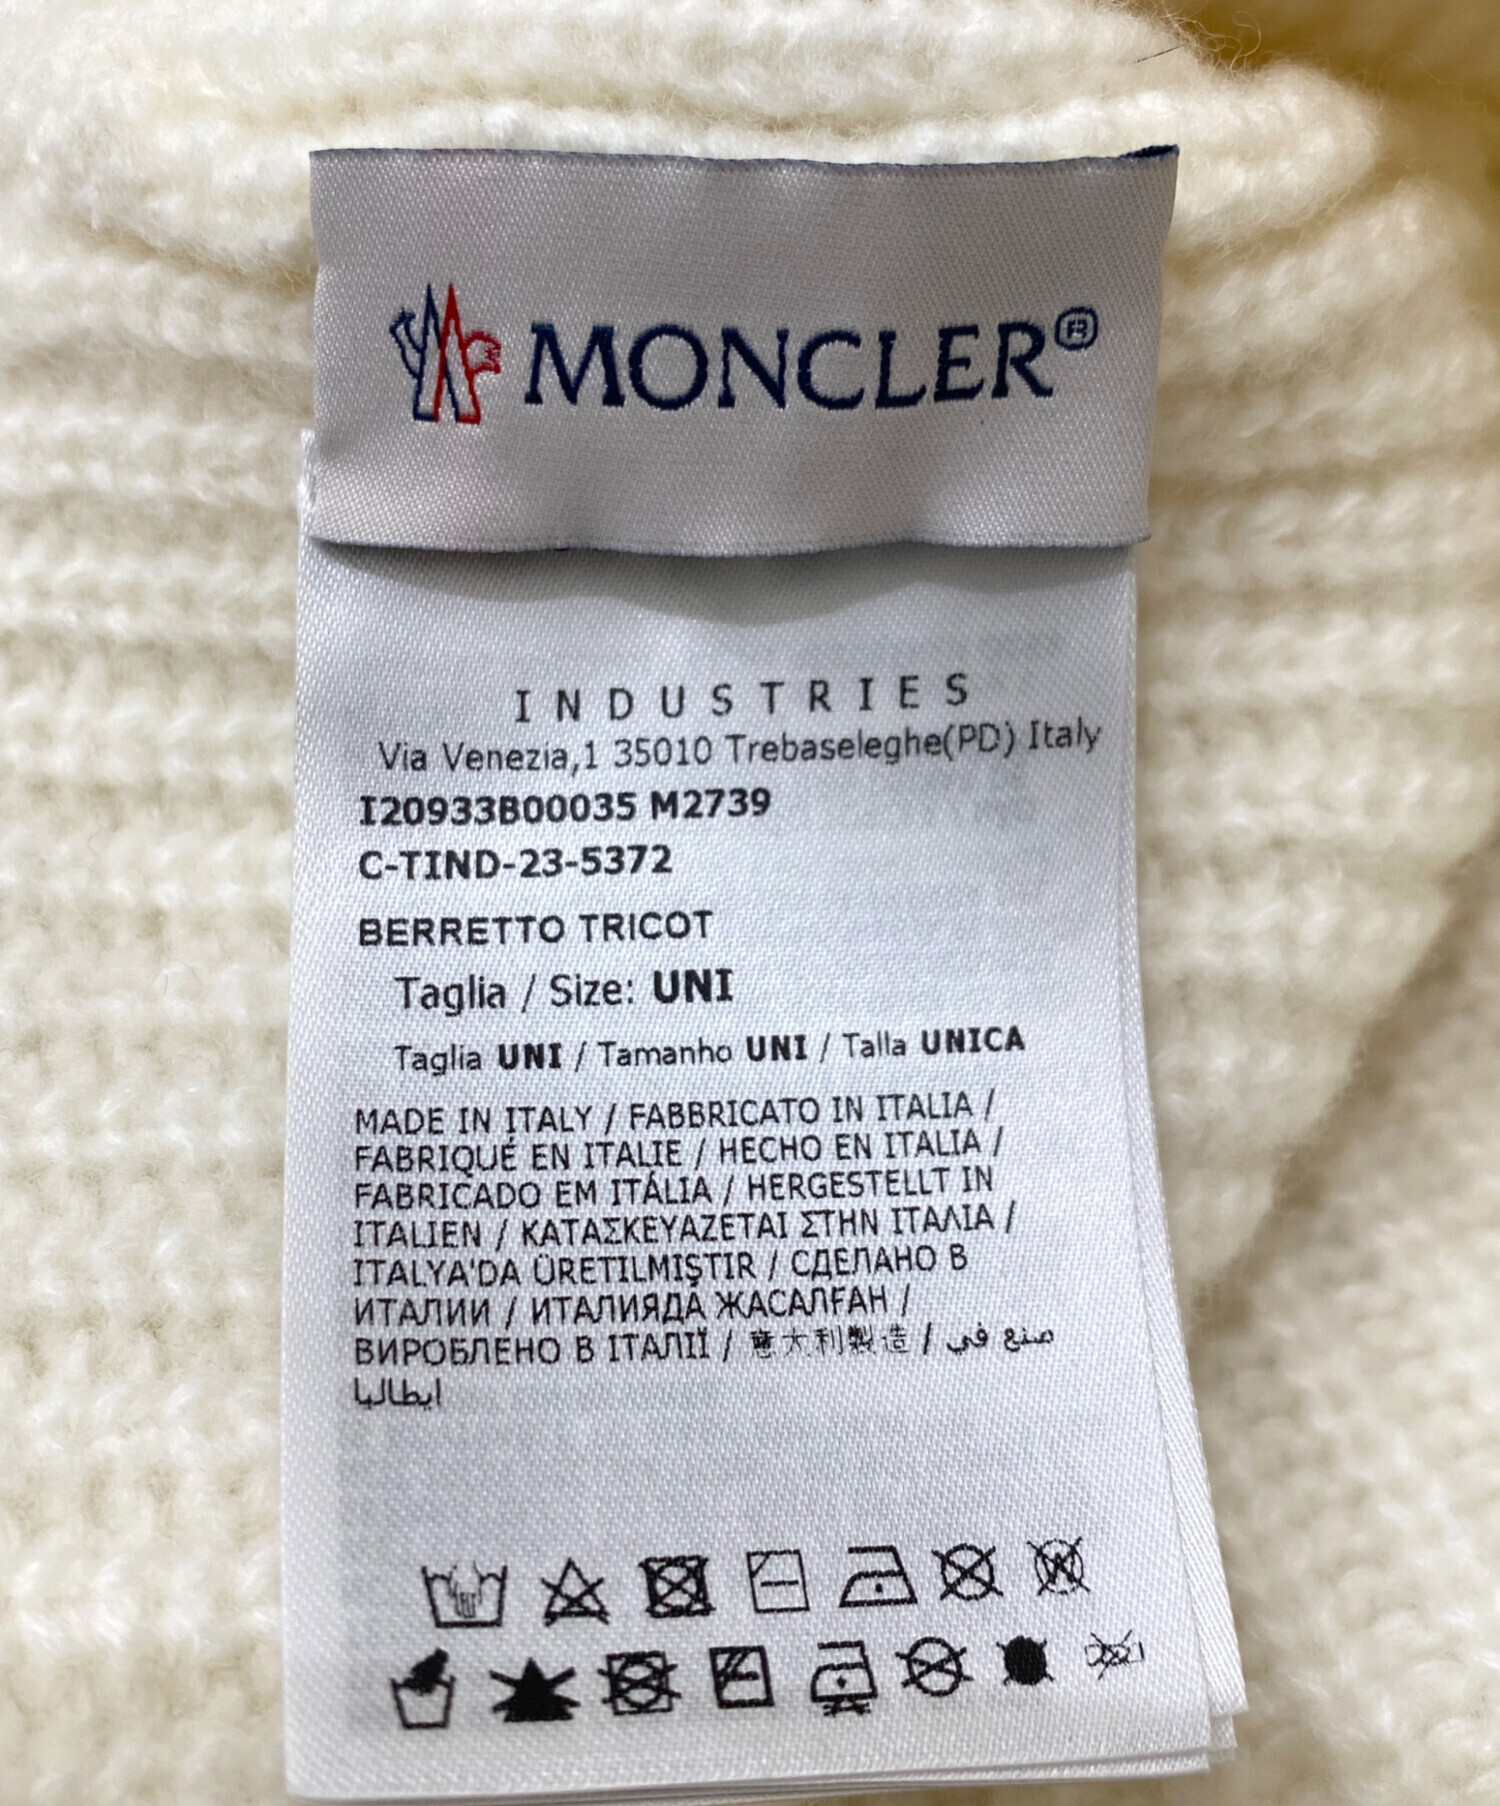 MONCLER®
INDUSTRIES
Via Venezia,1 35010 Trebaseleghe(PD) Italy
I20933B00035 M2739
C-TIND-23-5372
BERRETTO TRICOT
Taglia / Size: UNI
Taglia UNI / Tamanho UNI / Talla UNICA
MADE IN ITALY / FABBRICATO IN ITALIA /
FABRIQUÉ EN ITALIE / HECHO EN ITALIA /
FABRICADO EM ITÁLIA / HERGESTELLT IN
ITALIEN / ΚΑΤΑΣΚΕΥΑΖΕΤΑΙ ΣΤΗΝ ΙΤΑΛΙΑ /
ITALYA'DA ÜRETILMIŞTIR / СДЕЛАНО В
ИТАЛИИ / ИТАЛИЯДА ЖАСАЛҒАН /
ВИРОБЛЕНО В ІТАЛІЇ / 意大利製造 / صنع في
ايطاليا